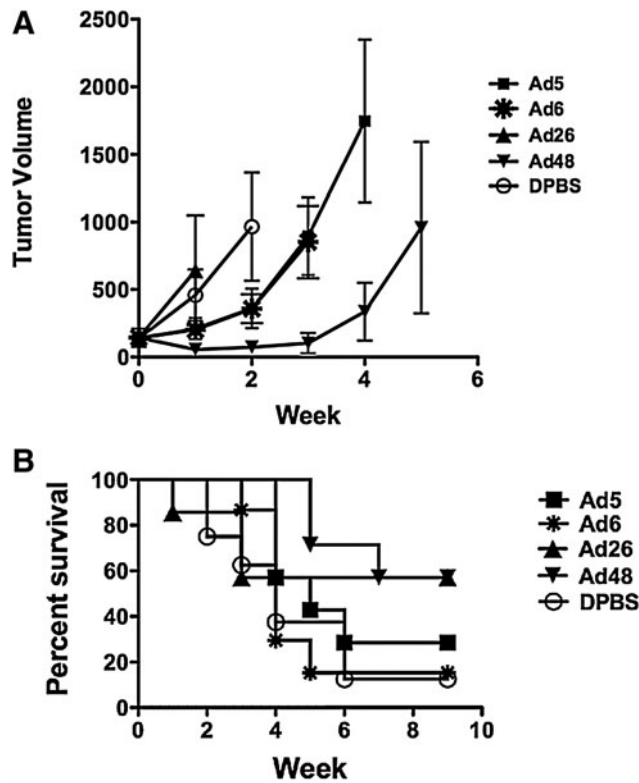 A
Tumor Volume
2500
2000
1500
1000
500
0
0 2 4 6
Week
Ad5
Ad6
Ad26
Ad48
DPBS
B
Percent survival
100
80
60
40
20
0
0 2 4 6 8 10
Week
Ad5
Ad6
Ad26
Ad48
DPBS